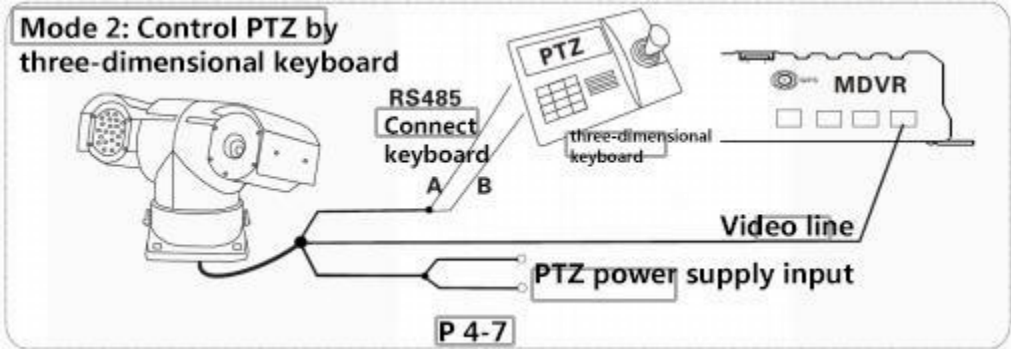 Mode 2: Control PTZ by
three-dimensional keyboard
PTZ
MDVR
RS485
Connect
keyboard
three-dimensional
keyboard
A B
Video line
PTZ power supply input
P 4-7